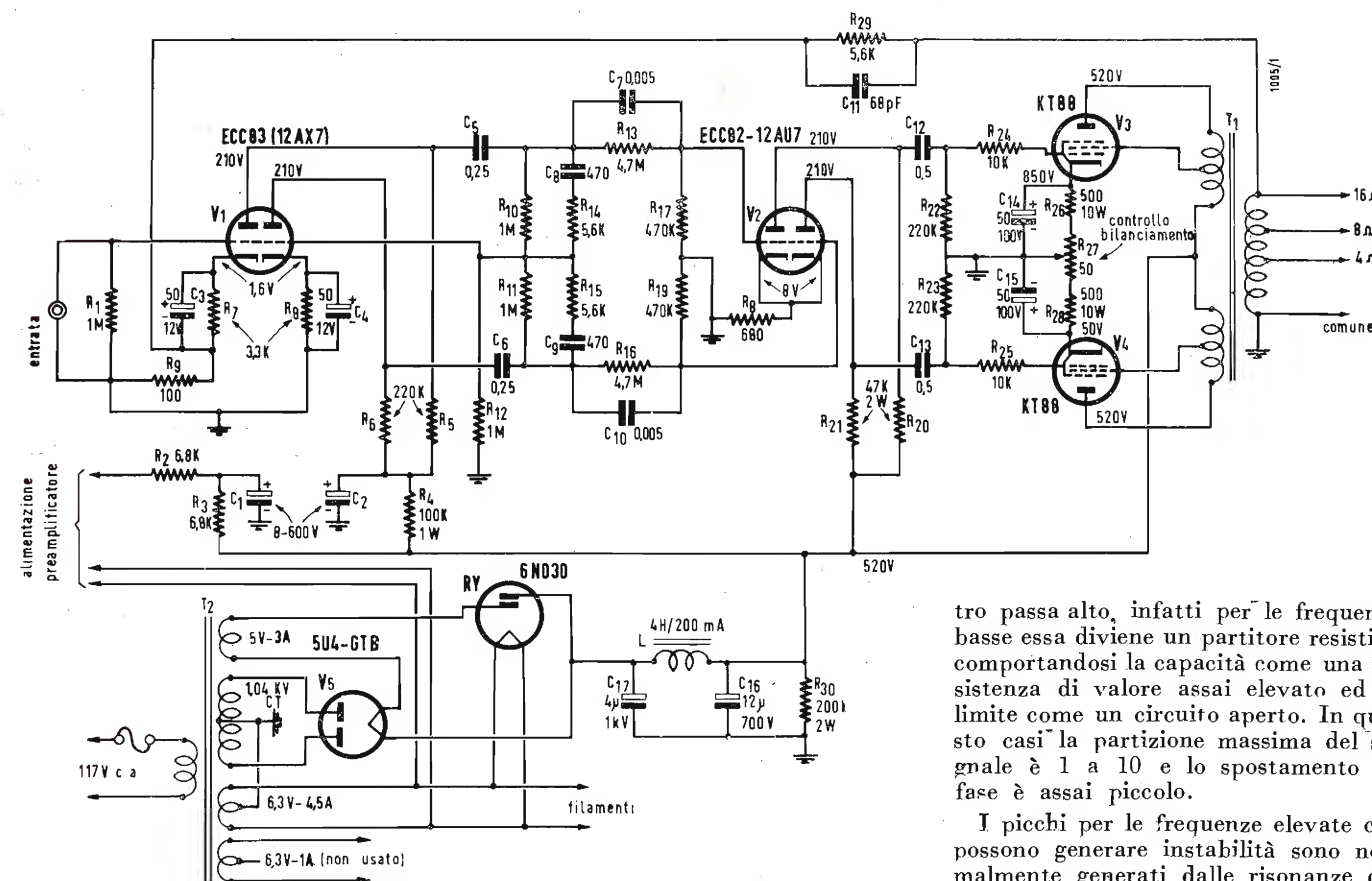 R29
5,6K
C11 68pF
1005/1
C7 0,005
R13
4,7M
ECC83 (12AX7)
210V
210V
V1
C5
0,25
C8 470
R10
1M
R14
5,6K
R17
470K
ECC82-12AU7
210V
210V
V2
C12
0,5
R24
10K
KT88
V3
520V
T1
850V
C14
50
100V
R26
500
10W
controllo
bilanciamento
R27
50
R22
220K
16Ω
8Ω
4Ω
comune
entrata
R1
1M
50
C3
12V
R7
1,6V
3,3K
R8
50
12V
C4
R9
100
R11
1M
R15
5,6K
R19
470K
8V
R8
680
R23
220K
C15
50
100V
500
10W
R28
50V
V4
C6
0,25
C9 470
R16
4,7M
C10 0,005
C13
0,5
R25
10K
KT88
520V
R6
220K
R5
R12
1M
R21
47K
2W
R20
alimentazione
preamplificatore
R2 6,8K
R3
6,8K
C1
8-600V
C2
R4
100K
1W
520V
T2
5V-3A
RY
6N030
5U4-GTB
V5
1,04 KV
CT
4H/200 mA
L
C17
4µ
1kV
C16
12µ
700V
R30
200k
2W
117V c a
6,3V-4,5A
filamenti
6,3V-1A (non usato)
tro passa alto, infatti per le frequen
basse essa diviene un partitore resisti
comportandosi la capacità come una
sistenza di valore assai elevato ed
limite come un circuito aperto. In qu
sto casi la partizione massima del
gnale è 1 a 10 e lo spostamento
fase è assai piccolo.
I picchi per le frequenze elevate c
possono generare instabilità sono no
malmente generati dalle risonanze